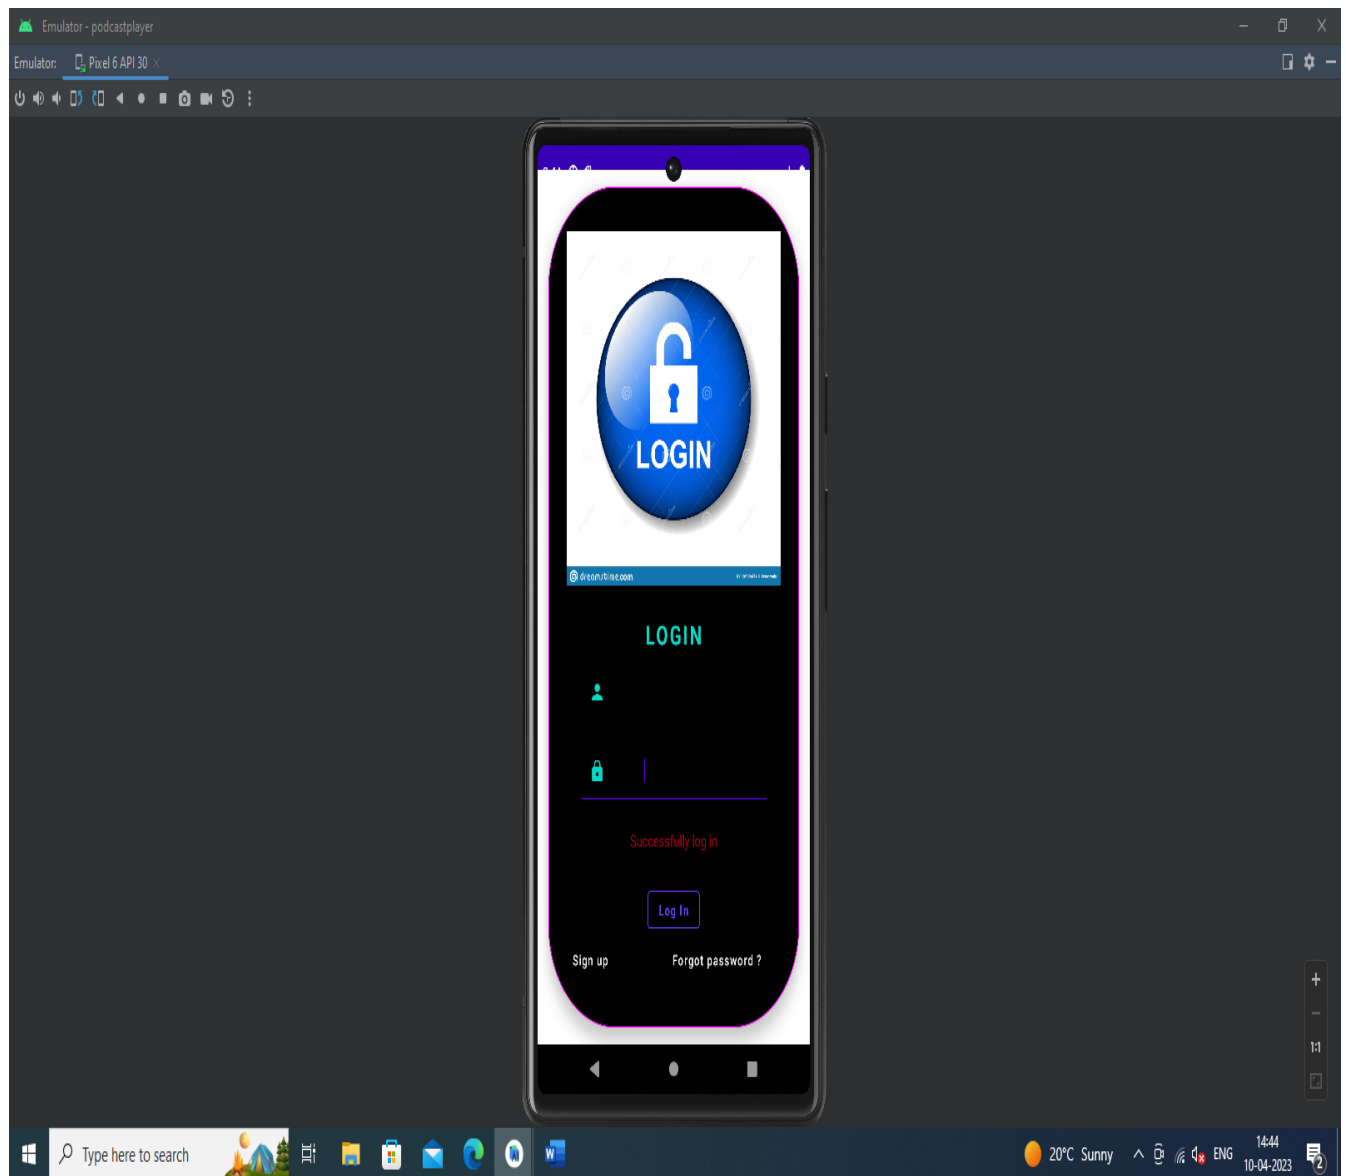 Emulator - podcastplayer
Emulator: Pixel 6 API 30
LOGIN
dreamstime.com
LOGIN
Successfully log in
Log In
Sign up Forgot password ?
1:1
Type here to search
W
20°C Sunny
ENG
14:44
10-04-2023
2